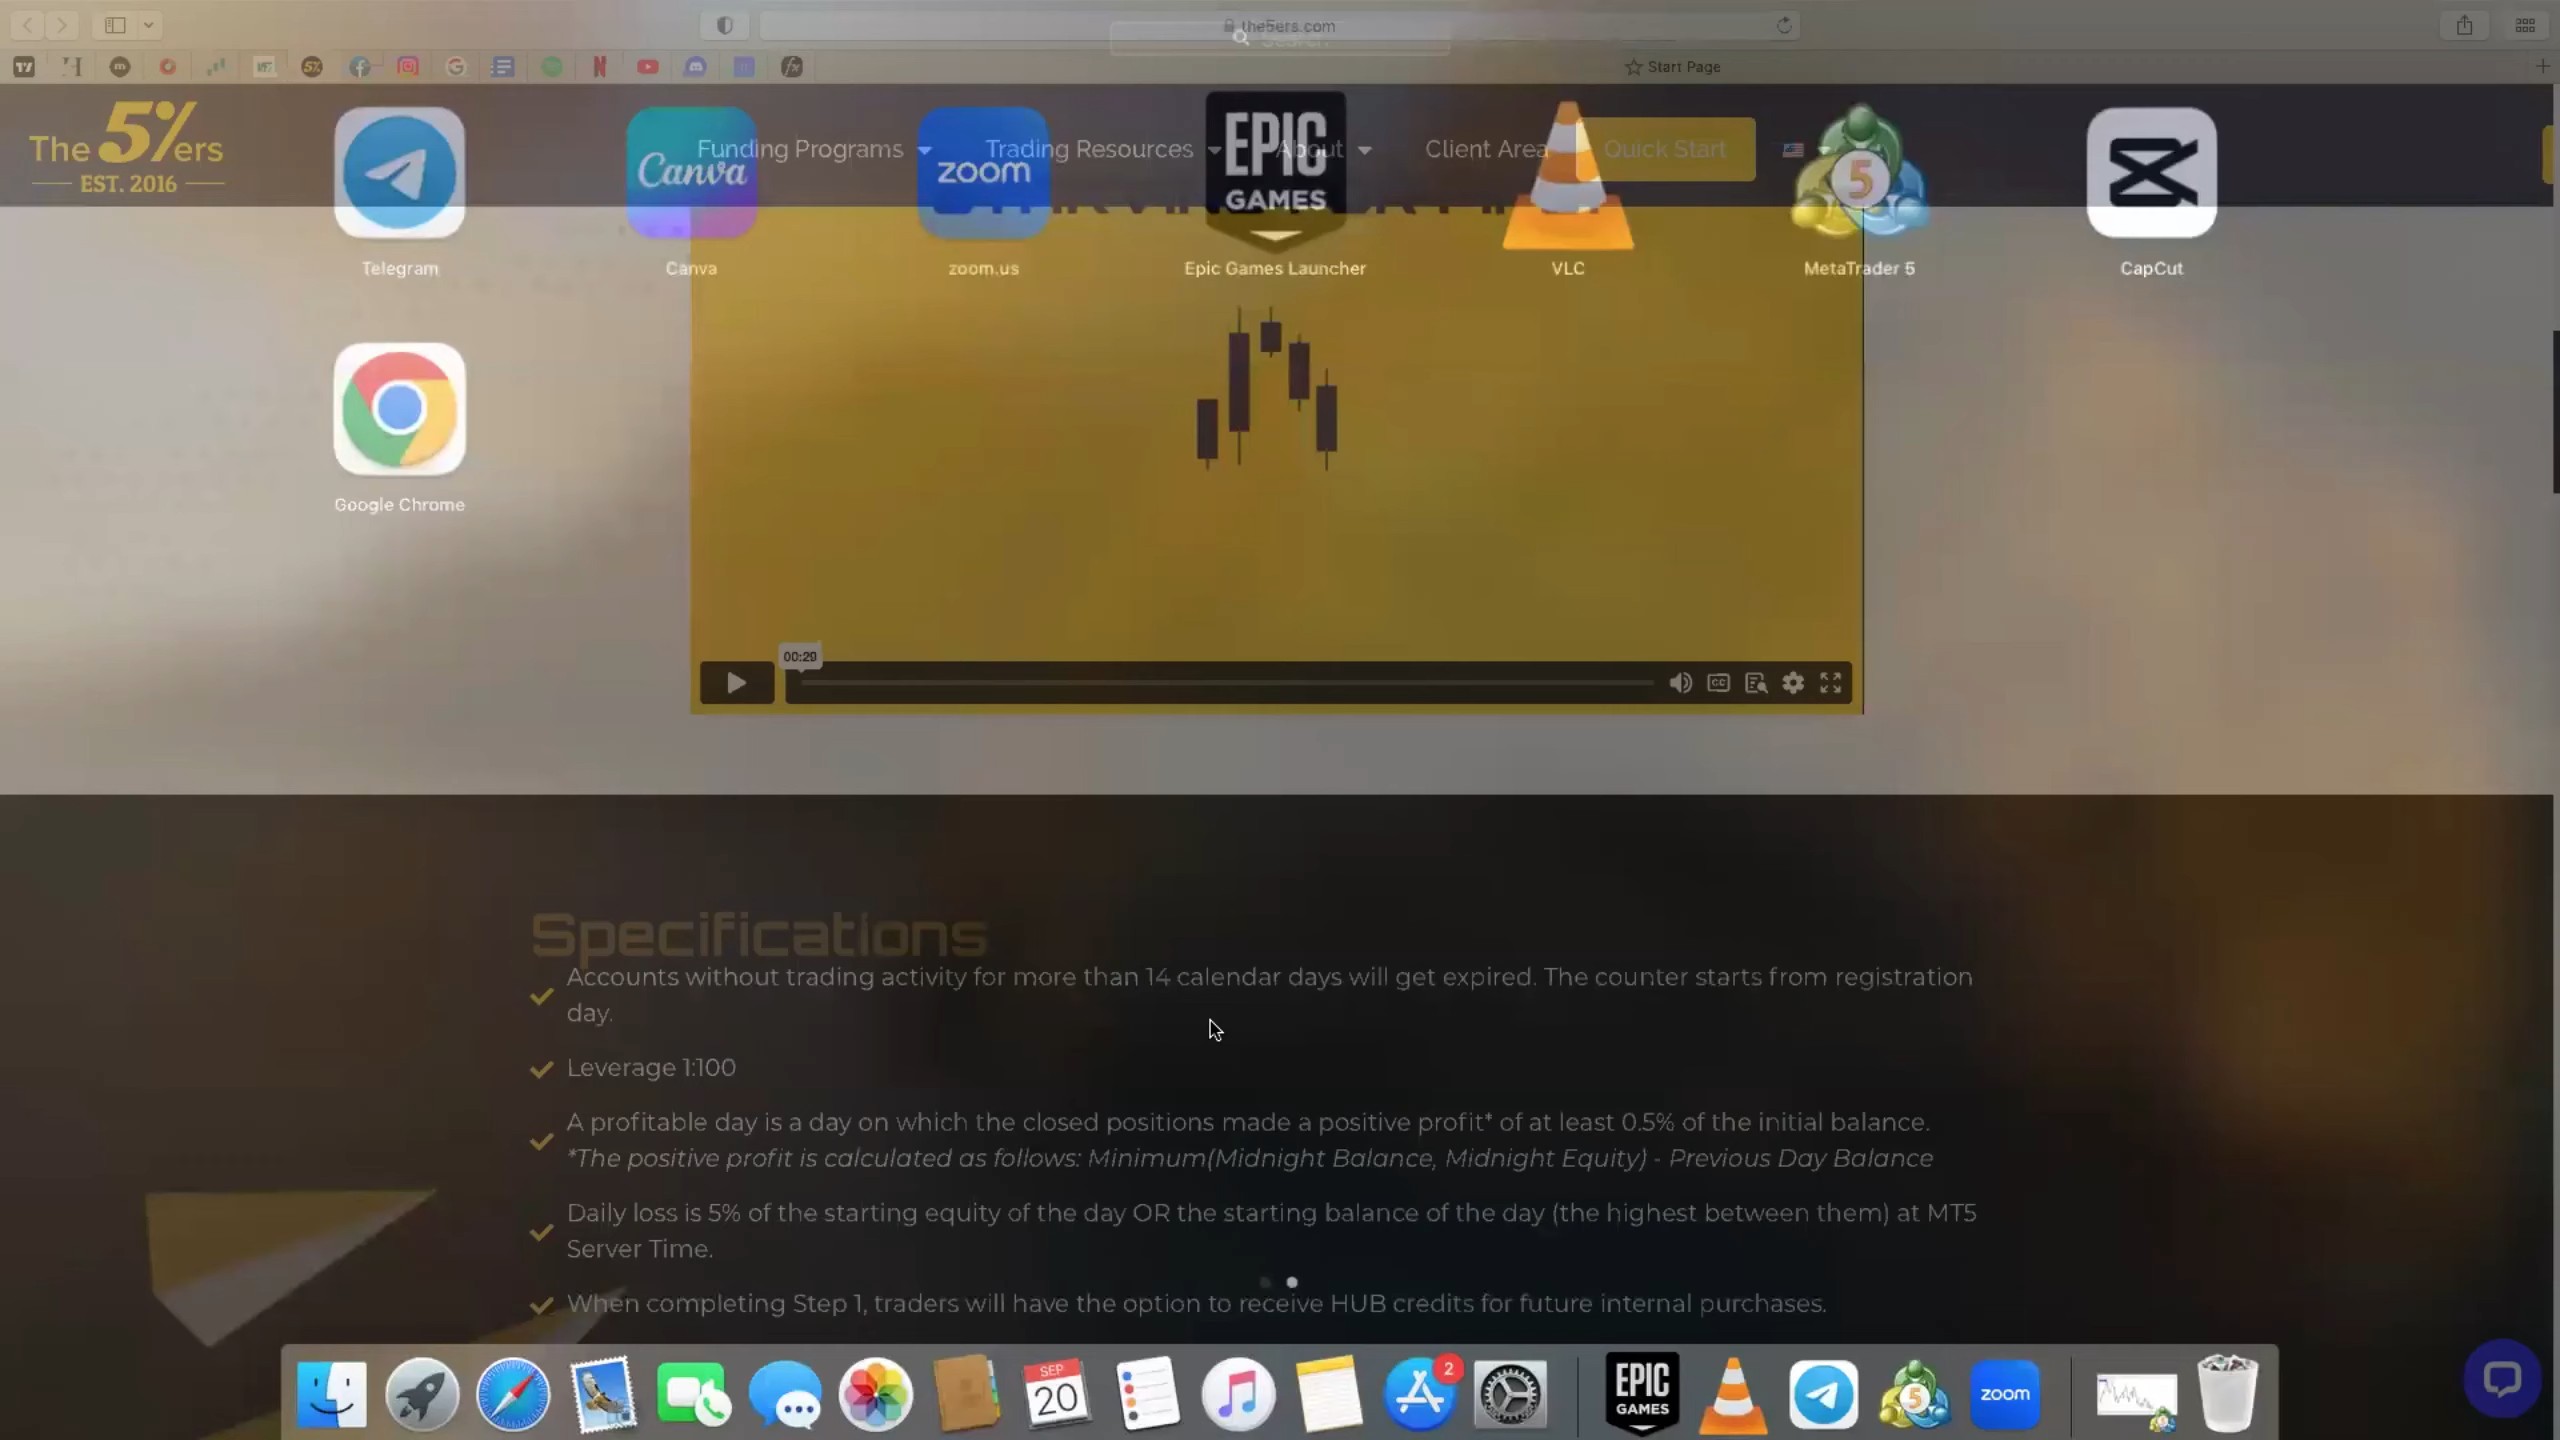 the5ers.com
Search
Start Page
The 5%ers
EST. 2016
Funding Programs
Trading Resources
About
Client Area
Quick Start
Canva
zoom
EPIC
GAMES
5
Telegram
Canva
zoom.us
Epic Games Launcher
VLC
MetaTrader 5
CapCut
Google Chrome
00:20
CC
Specifications
Accounts without trading activity for more than 14 calendar days will get expired. The counter starts from registration
day.
Leverage 1:100
A profitable day is a day on which the closed positions made a positive profit* of at least 0.5% of the initial balance.
*The positive profit is calculated as follows: Minimum(Midnight Balance, Midnight Equity) - Previous Day Balance
Daily loss is 5% of the starting equity of the day OR the starting balance of the day (the highest between them) at MT5
Server Time.
When completing Step 1, traders will have the option to receive HUB credits for future internal purchases.
SEP
20
2
EPIC
GAMES
5
zoom